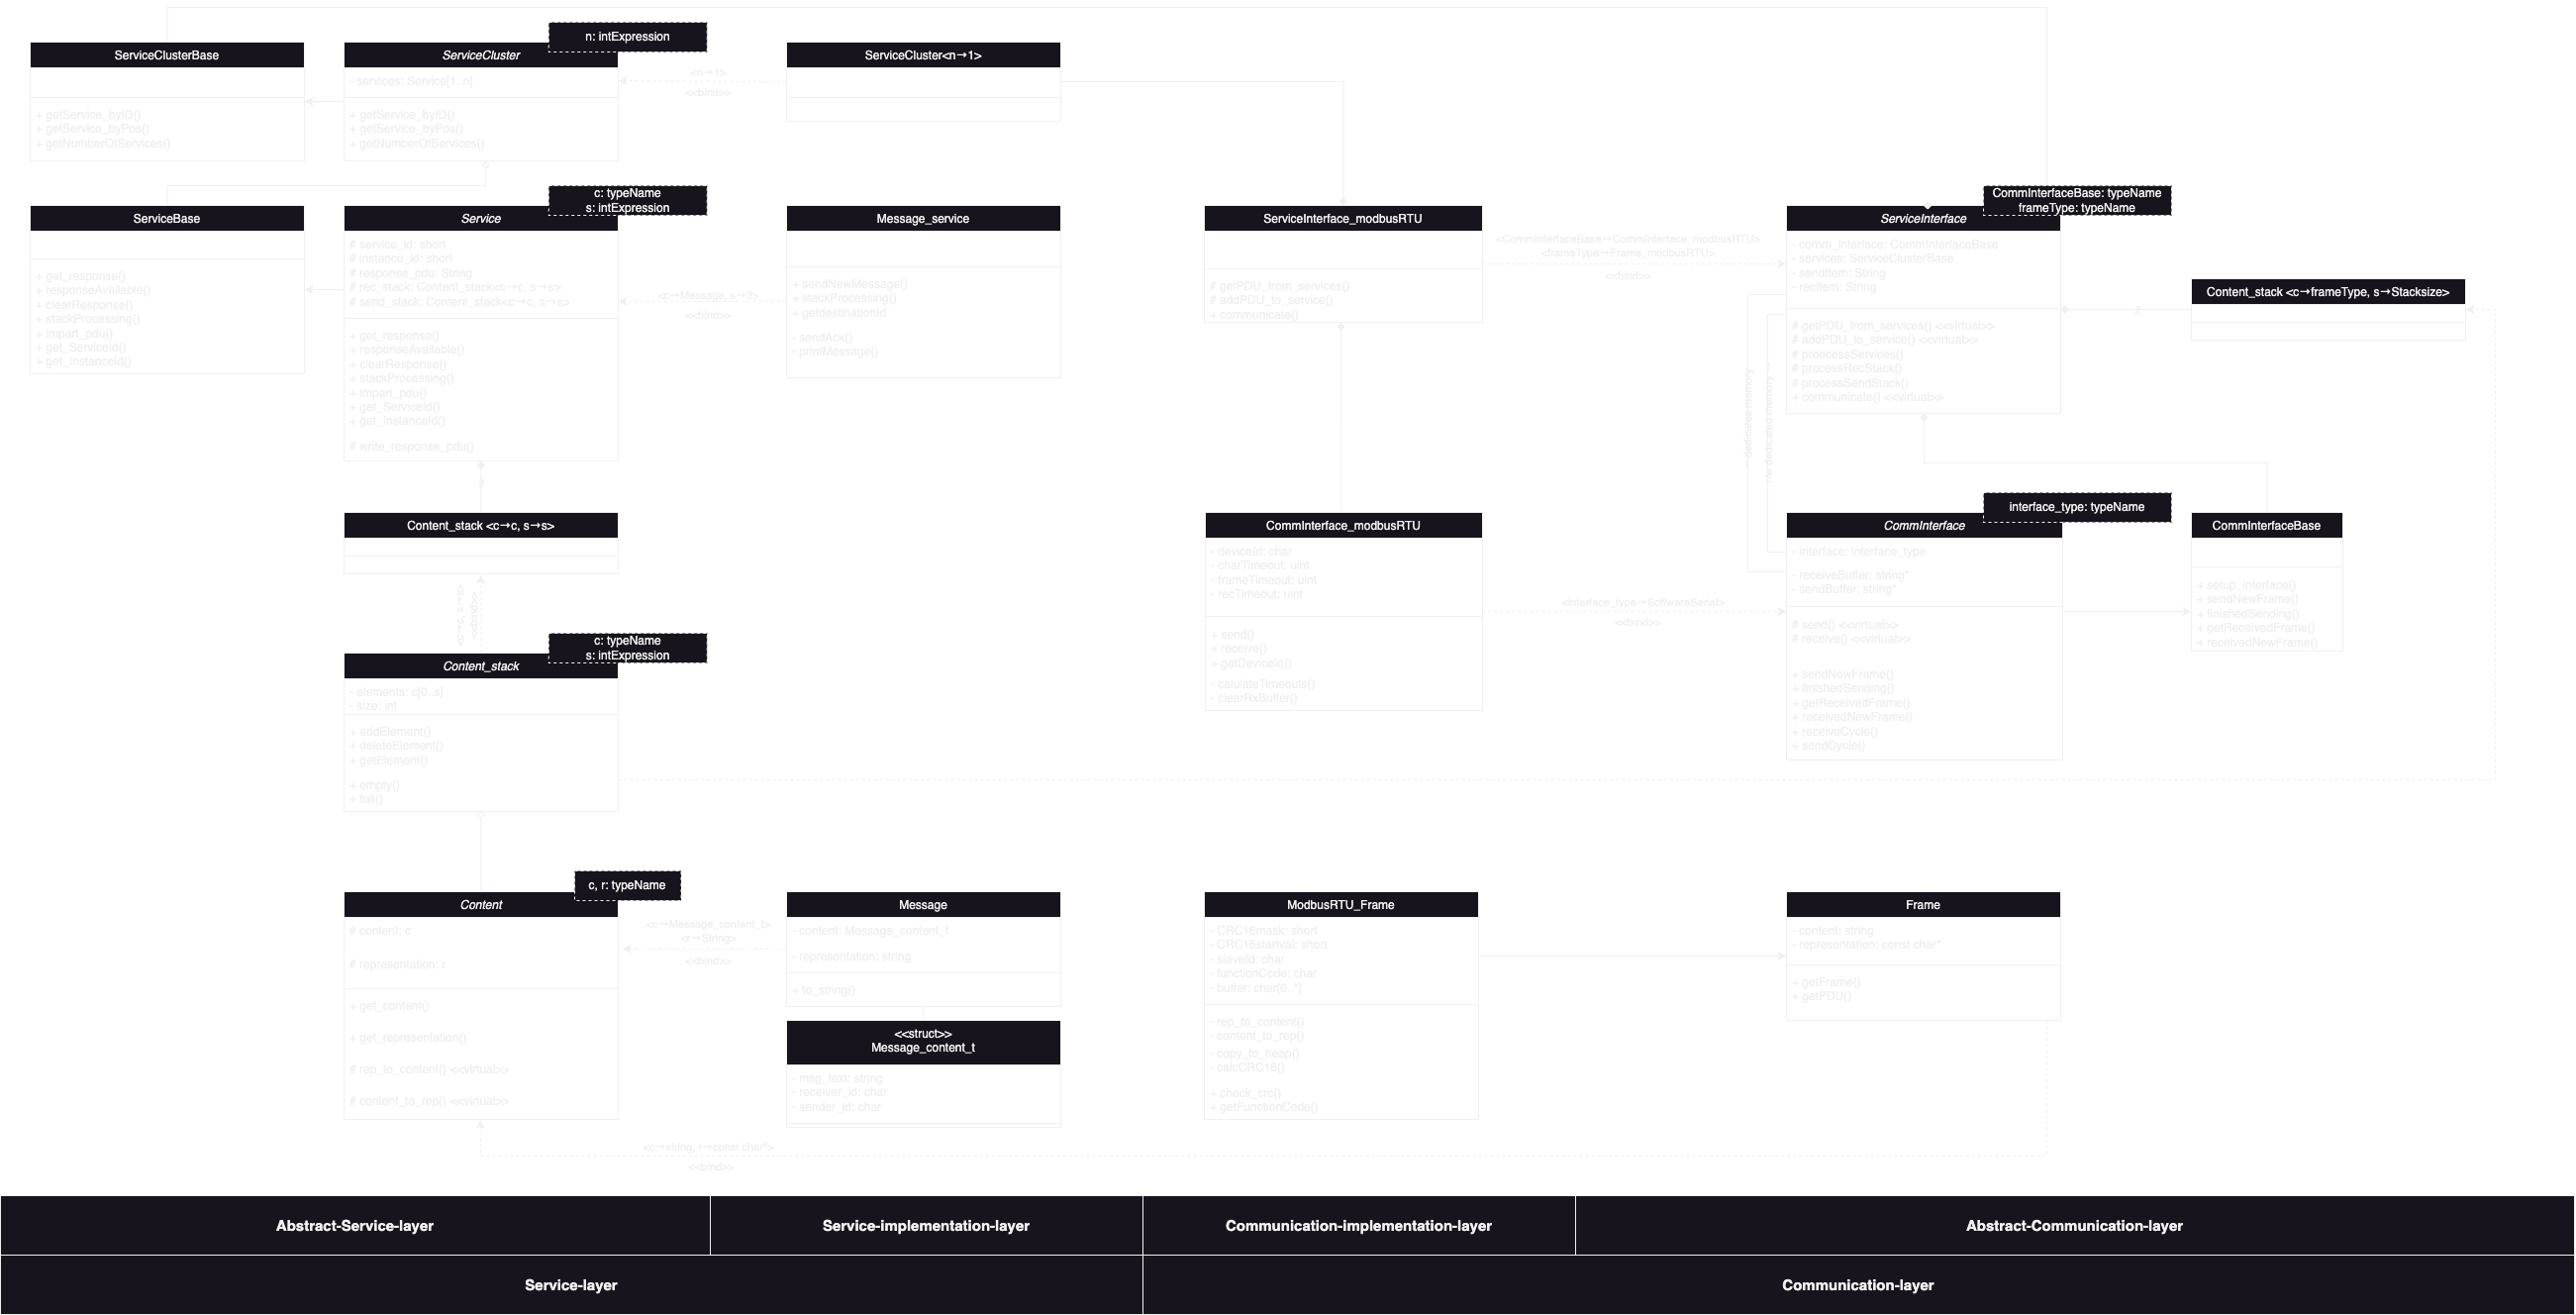 n: intExpression
ServiceClusterBase
+ getService_byID()
+ getService_byPos()
+ getNumberOfServices()
ServiceCluster
- services: Service[1..n]
+ getService_byID()
+ getService_byPos()
+ getNumberOfServices()
<n→1>
<<bind>>
ServiceCluster<n→1>
c: typeName
s: intExpression
ServiceBase
+ get_response()
+ responseAvailable()
+ clearResponse()
+ stackProcessing()
+ impart_pdu()
+ get_ServiceId()
+ get_InstanceId()
Service
# service_id: short
# instance_id: short
# response_pdu: String
# rec_stack: Content_stack<c→c, s→s>
# send_stack: Content_stack<c→c, s→s>
+ get_response()
+ responseAvailable()
+ clearResponse()
+ stackProcessing()
+ impart_pdu()
+ get_ServiceId()
+ get_InstanceId()
# write_response_pdu()
<c→Message, s→2>
<<bind>>
Message_service
+ sendNewMessage()
+ stackProcessing()
+ getdestinationId
- sendAck()
- printMessage()
ServiceInterface_modbusRTU
# getPDU_from_services()
# addPDU_to_service()
+ communicate()
<CommInterfaceBase→CommInterface_modbusRTU>
<frameType→Frame_modbusRTU>
<<bind>>
CommInterfaceBase: typeName
frameType: typeName
ServiceInterface
- comm_interface: CommInterfaceBase
- services: ServiceClusterBase
- sendItem: String
- recItem: String
# getPDU_from_services() <<virtual>>
# addPDU_to_service() <<virtual>>
# proocessServices()
# processRecStack()
# processSendStack()
+ communicate() <<virtual>>
2
Content_stack <c→frameType, s→Stacksize>
dedicates memory
r/w dedicated memory
2
Content_stack <c→c, s→s>
<c→c, s→s>
<<bind>>
CommInterface_modbusRTU
- deviceId: char
- charTimeout: uint
- frameTimeout: uint
- recTimeout: uint
+ send()
+ receive()
+ getDeviceId()
- calulateTimeouts()
- clearRxBuffer()
<interface_type→SoftwareSerial>
<<bind>>
interface_type: typeName
CommInterface
- interface: interface_type
- receiveBuffer: string*
- sendBuffer: string*
# send() <<virtual>>
# receive() <<virtual>>
+ sendNewFrame()
+ finishedSending()
+ getReceivedFrame()
+ receivedNewFrame()
+ receiveCycle()
+ sendCycle()
CommInterfaceBase
+ setup_interface()
+ sendNewFrame()
+ finishedSending()
+ getReceivedFrame()
+ receivedNewFrame()
c: typeName
s: intExpression
Content_stack
- elements: c[0..s]
- size: int
+ addElement()
+ deleteElement()
+ getElement()
+ empty()
+ full()
c, r: typeName
Content
# content: c
# representation: r
+ get_content()
+ get_representation()
# rep_to_content() <<virtual>>
# content_to_rep() <<virtual>>
<c→Message_content_t>
<r→String>
<<bind>>
Message
- content: Message_content_t
- representation: string
+ to_string()
<<struct>>
Message_content_t
- msg_text: string
- receiver_id: char
- sender_id: char
ModbusRTU_Frame
- CRC16mask: short
- CRC16startval: short
- slaveId: char
- functionCode: char
- buffer: char[0..*]
- rep_to_content()
- content_to_rep()
- copy_to_heap()
- calcCRC16()
+ check_crc()
+ getFunctionCode()
Frame
- content: string
- representation: const char*
+ getFrame()
+ getPDU()
<c→string, r→const char*>
<<bind>>
Abstract-Service-layer
Service-implementation-layer
Communication-implementation-layer
Abstract-Communication-layer
Service-layer
Communication-layer